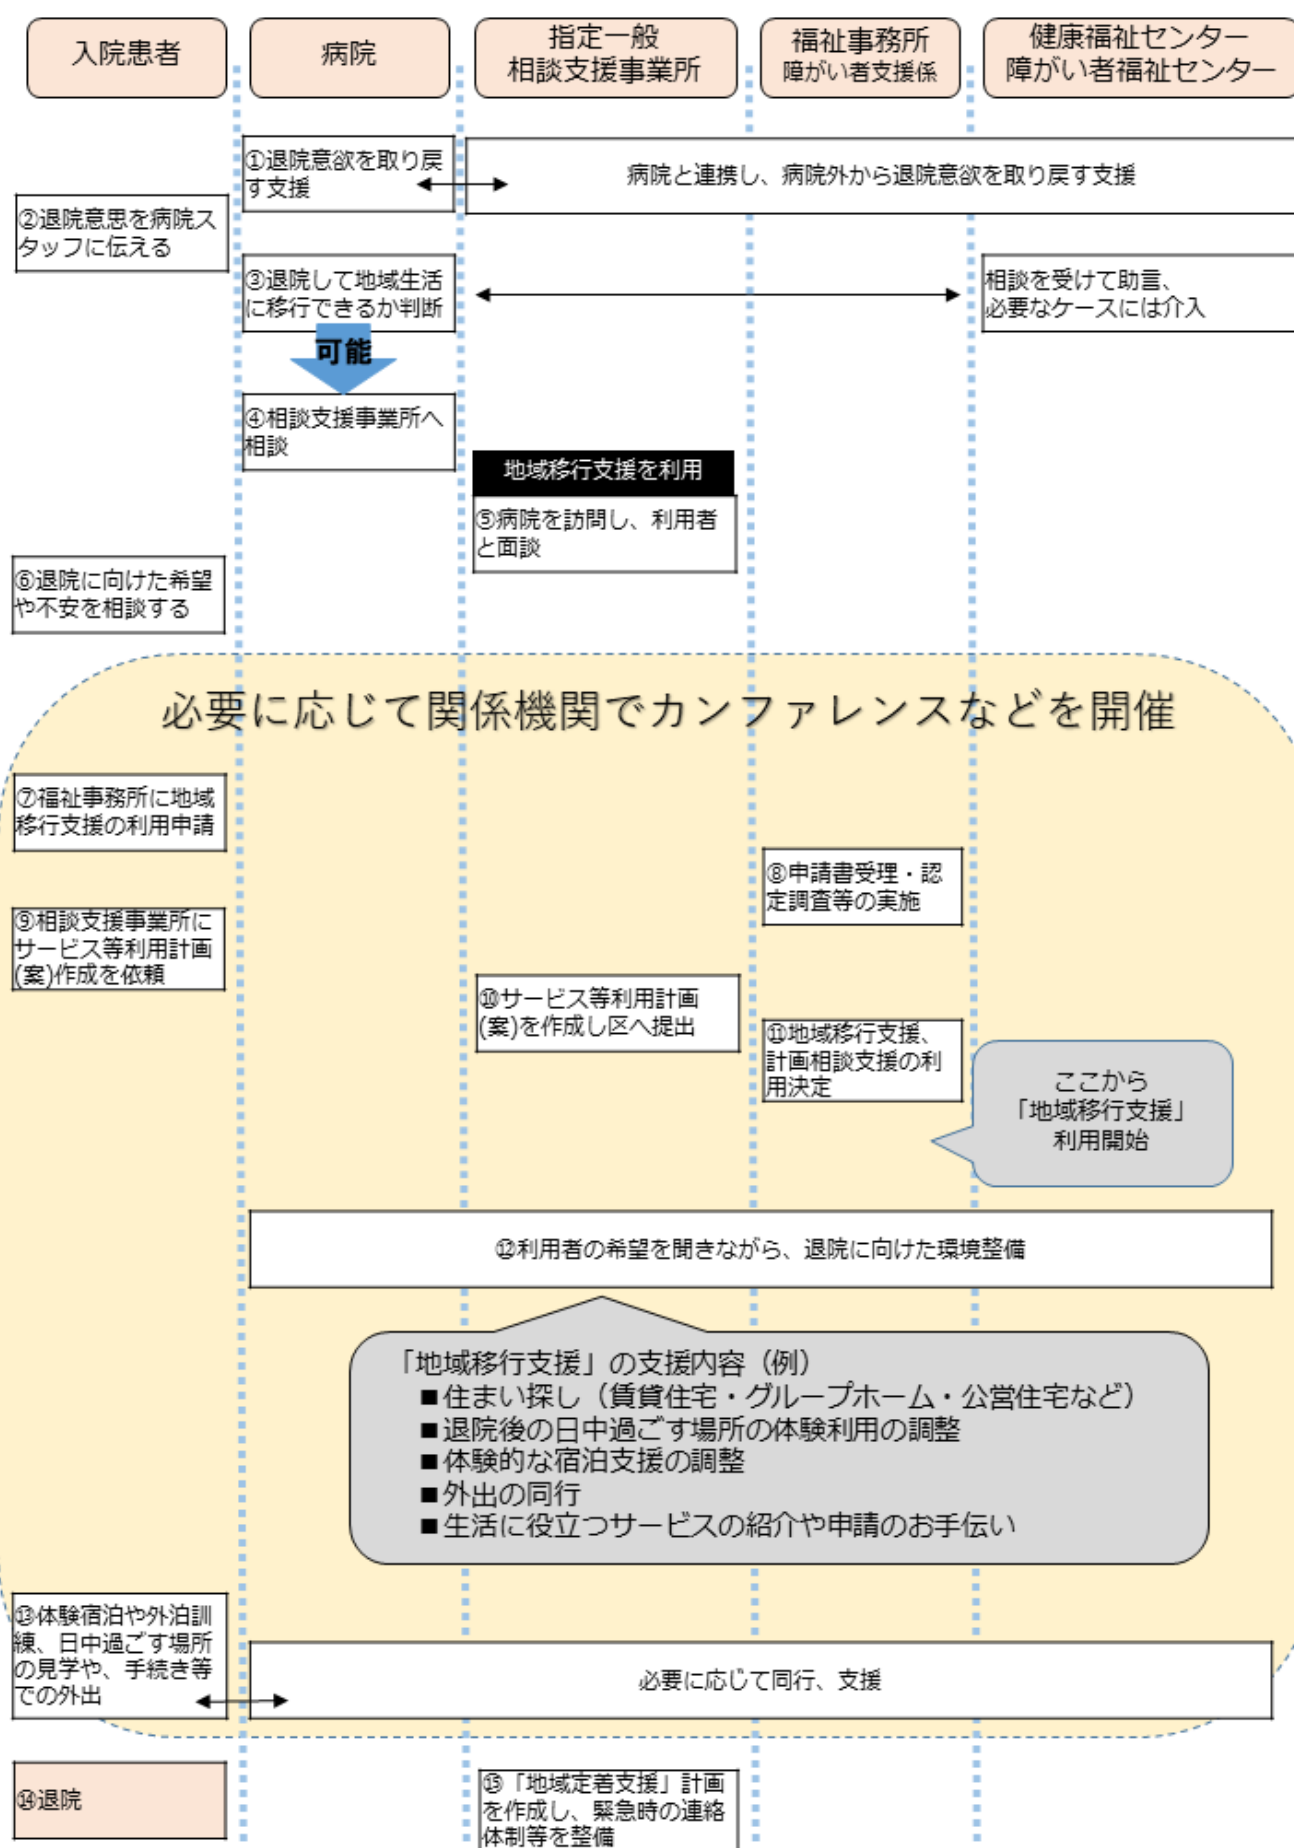 入院患者
病院
指定一般
相談支援事業所
福祉事務所
障がい者支援係
健康福祉センター
障がい者福祉センター
①退院意欲を取り戻
す支援
病院と連携し、病院外から退院意欲を取り戻す支援
②退院意思を病院ス
タッフに伝える
③退院して地域生活
に移行できるか判断
相談を受けて助言、
必要なケースには介入
可能
④相談支援事業所へ
相談
地域移行支援を利用
⑤病院を訪問し、利用者
と面談
⑥退院に向けた希望
や不安を相談する
必要に応じて関係機関でカンファレンスなどを開催
⑦福祉事務所に地域
移行支援の利用申請
⑧申請書受理・認
定調査等の実施
⑨相談支援事業所に
サービス等利用計画
(案)作成を依頼
⑩サービス等利用計画
(案)を作成し区へ提出
⑪地域移行支援、
計画相談支援の利
用決定
ここから
「地域移行支援」
利用開始
⑫利用者の希望を聞きながら、退院に向けた環境整備
「地域移行支援」の支援内容（例）
■住まい探し（賃貸住宅・グループホーム・公営住宅など）
■退院後の日中過ごす場所の体験利用の調整
■体験的な宿泊支援の調整
■外出の同行
■生活に役立つサービスの紹介や申請のお手伝い
⑬体験宿泊や外泊訓
練、日中過ごす場所
の見学や、手続き等
での外出
必要に応じて同行、支援
⑭退院
⑮「地域定着支援」計画
を作成し、緊急時の連絡
体制等を整備